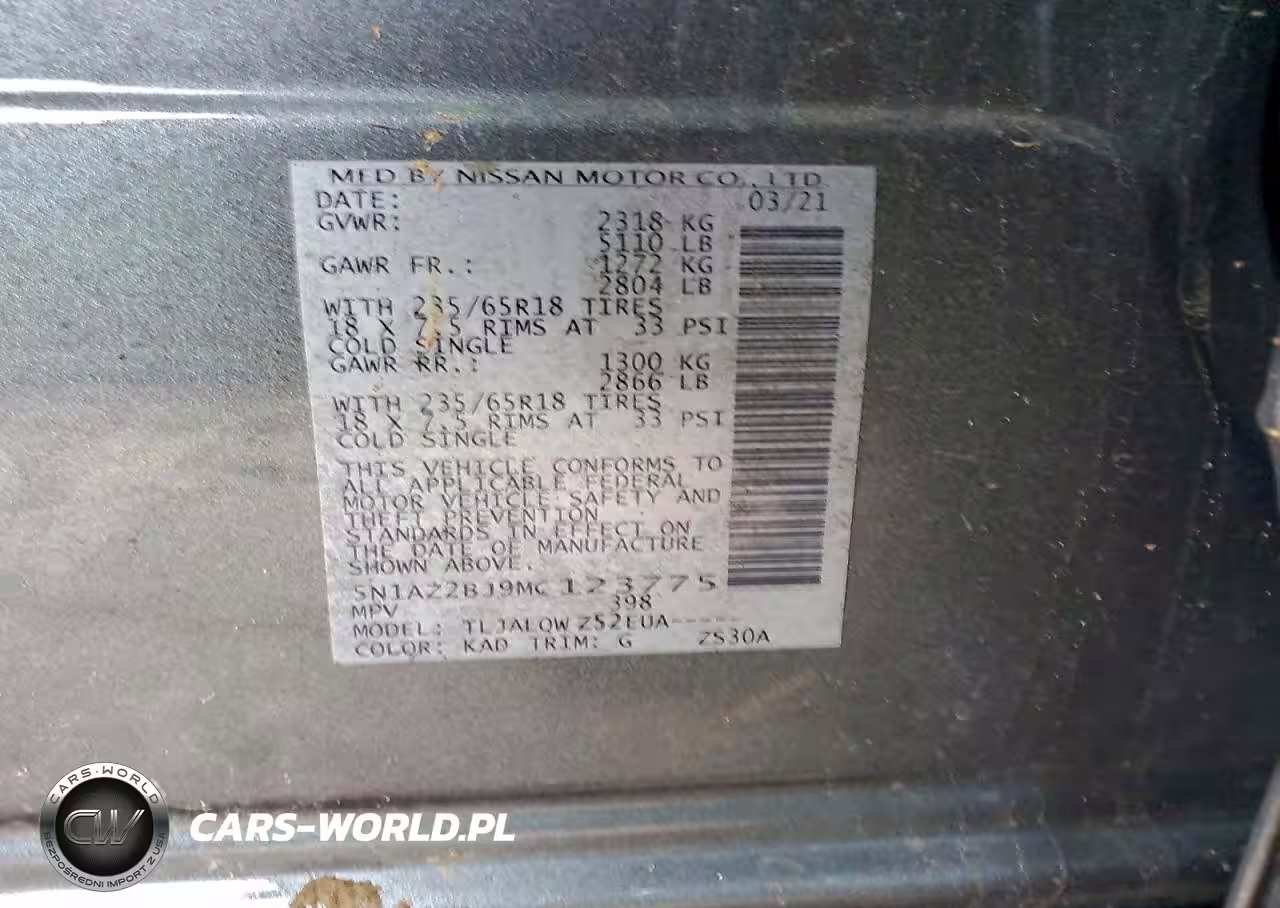 MFD BY NISSAN MOTOR CO., LTD
DATE: 03/21
GVWR: 2318 KG
5110 LB
GAWR FR.: 1272 KG
2804 LB
WITH 235/65R18 TIRES
18 X 7.5 RIMS AT 33 PSI
COLD SINGLE
GAWR RR.: 1300 KG
2866 LB
WITH 235/65R18 TIRES
18 X 7.5 RIMS AT 33 PSI
COLD SINGLE
THIS VEHICLE CONFORMS TO
ALL APPLICABLE FEDERAL
MOTOR VEHICLE SAFETY AND
THEFT PREVENTION
STANDARDS IN EFFECT ON
THE DATE OF MANUFACTURE
SHOWN ABOVE.
5N1AZ2BJ9MC123775
MPV 398
MODEL: TLJALQW Z52EUA-----
COLOR: KAD TRIM: G ZS30A
CARS-WORLD
CW
BEZPOŚREDNI IMPORT Z USA
CARS-WORLD.PL